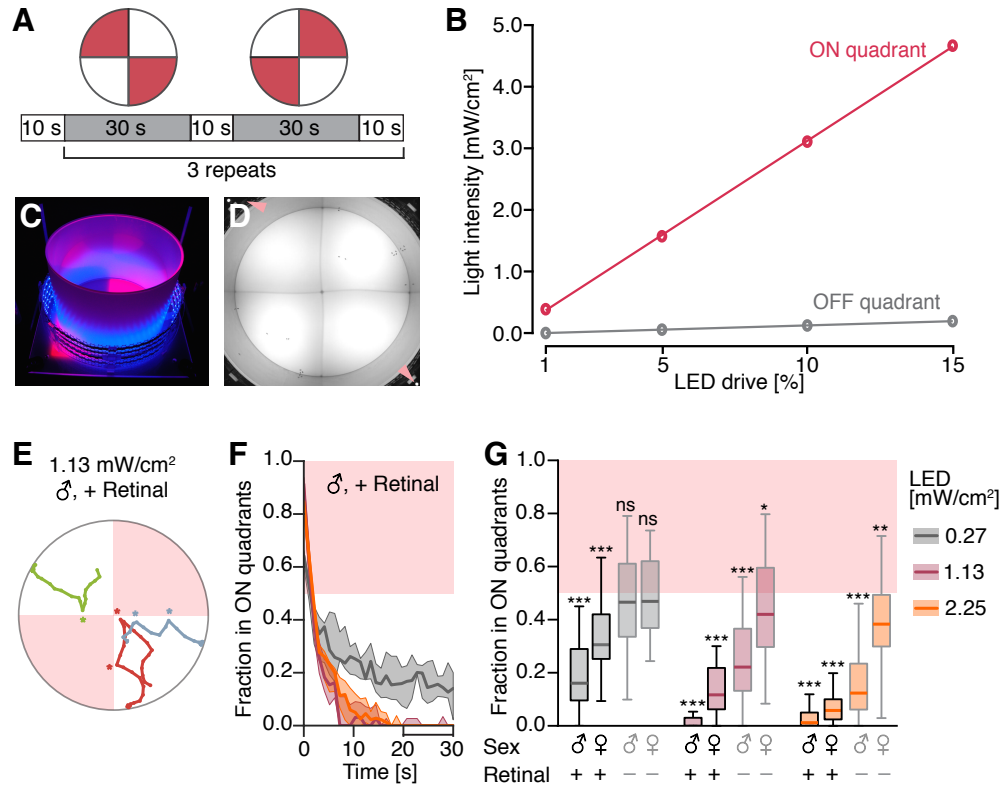 A
10 s 30 s 10 s 30 s 10 s
3 repeats
B
5.0
4.0
3.0
2.0
1.0
0.0
Light intensity [mW/cm²]
ON quadrant
OFF quadrant
1 5 10 15
LED drive [%]
C
D
E
1.13 mW/cm²
♂, + Retinal
* * * * *
F
1.0
0.8
0.6
0.4
0.2
0.0
Fraction in ON quadrants
♂, + Retinal
0 10 20 30
Time [s]
G
1.0
0.8
0.6
0.4
0.2
0.0
Fraction in ON quadrants
*** *** ns ns *** *** *** * *** *** *** **
Sex ♂ ♀ ♂ ♀ ♂ ♀ ♂ ♀ ♂ ♀ ♂ ♀
Retinal + + − − + + − − + + − −
LED
[mW/cm²]
0.27
1.13
2.25